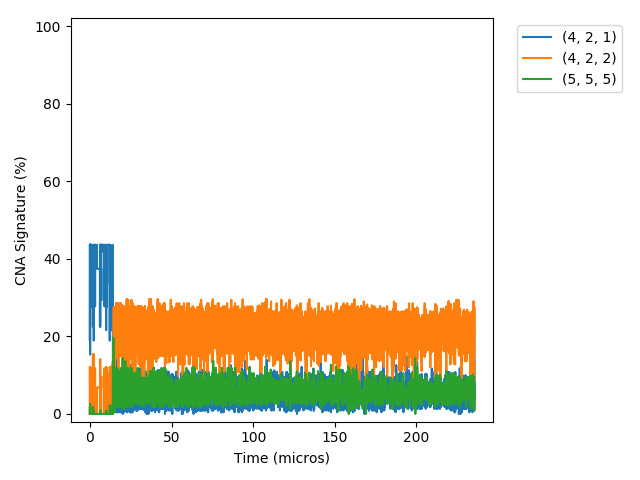 100
80
60
40
20
0
CNA Signature (%)
0 50 100 150 200
Time (micros)
(4, 2, 1)
(4, 2, 2)
(5, 5, 5)